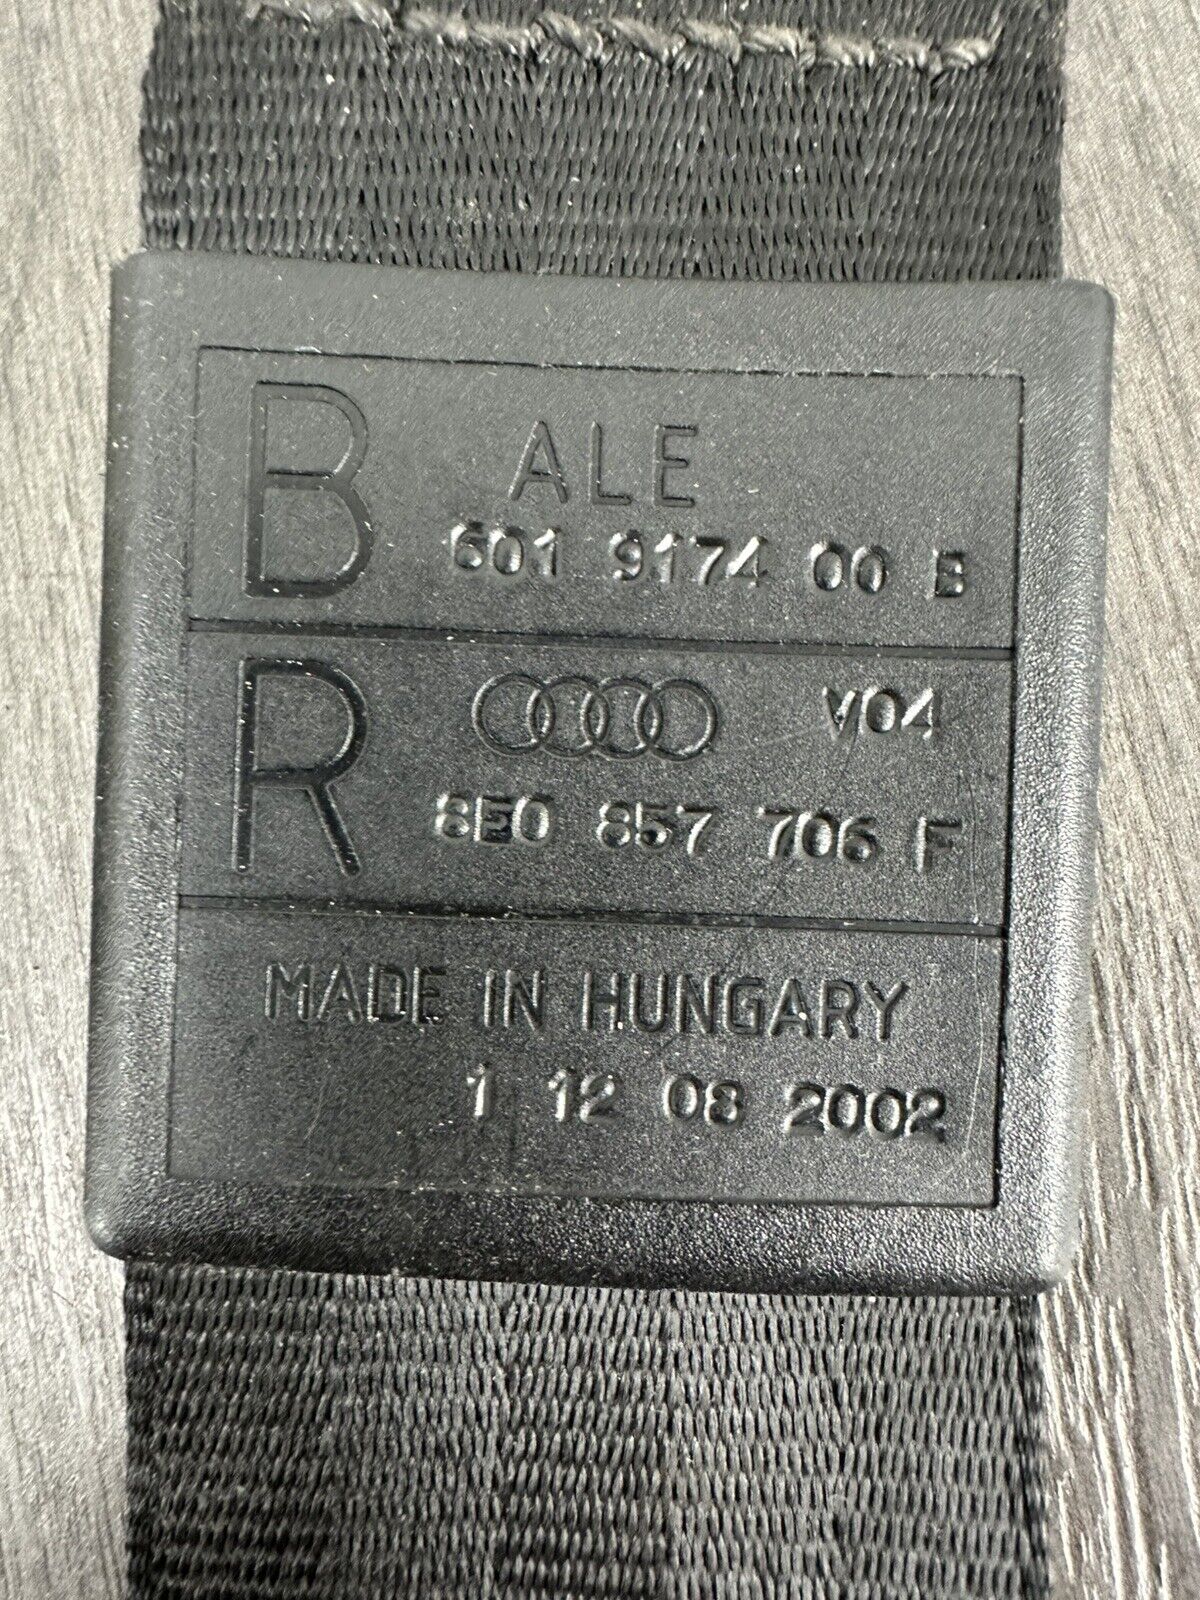 B ALE
601 9174 00 B
R V04
8E0 857 706 F
MADE IN HUNGARY
1 12 08 2002